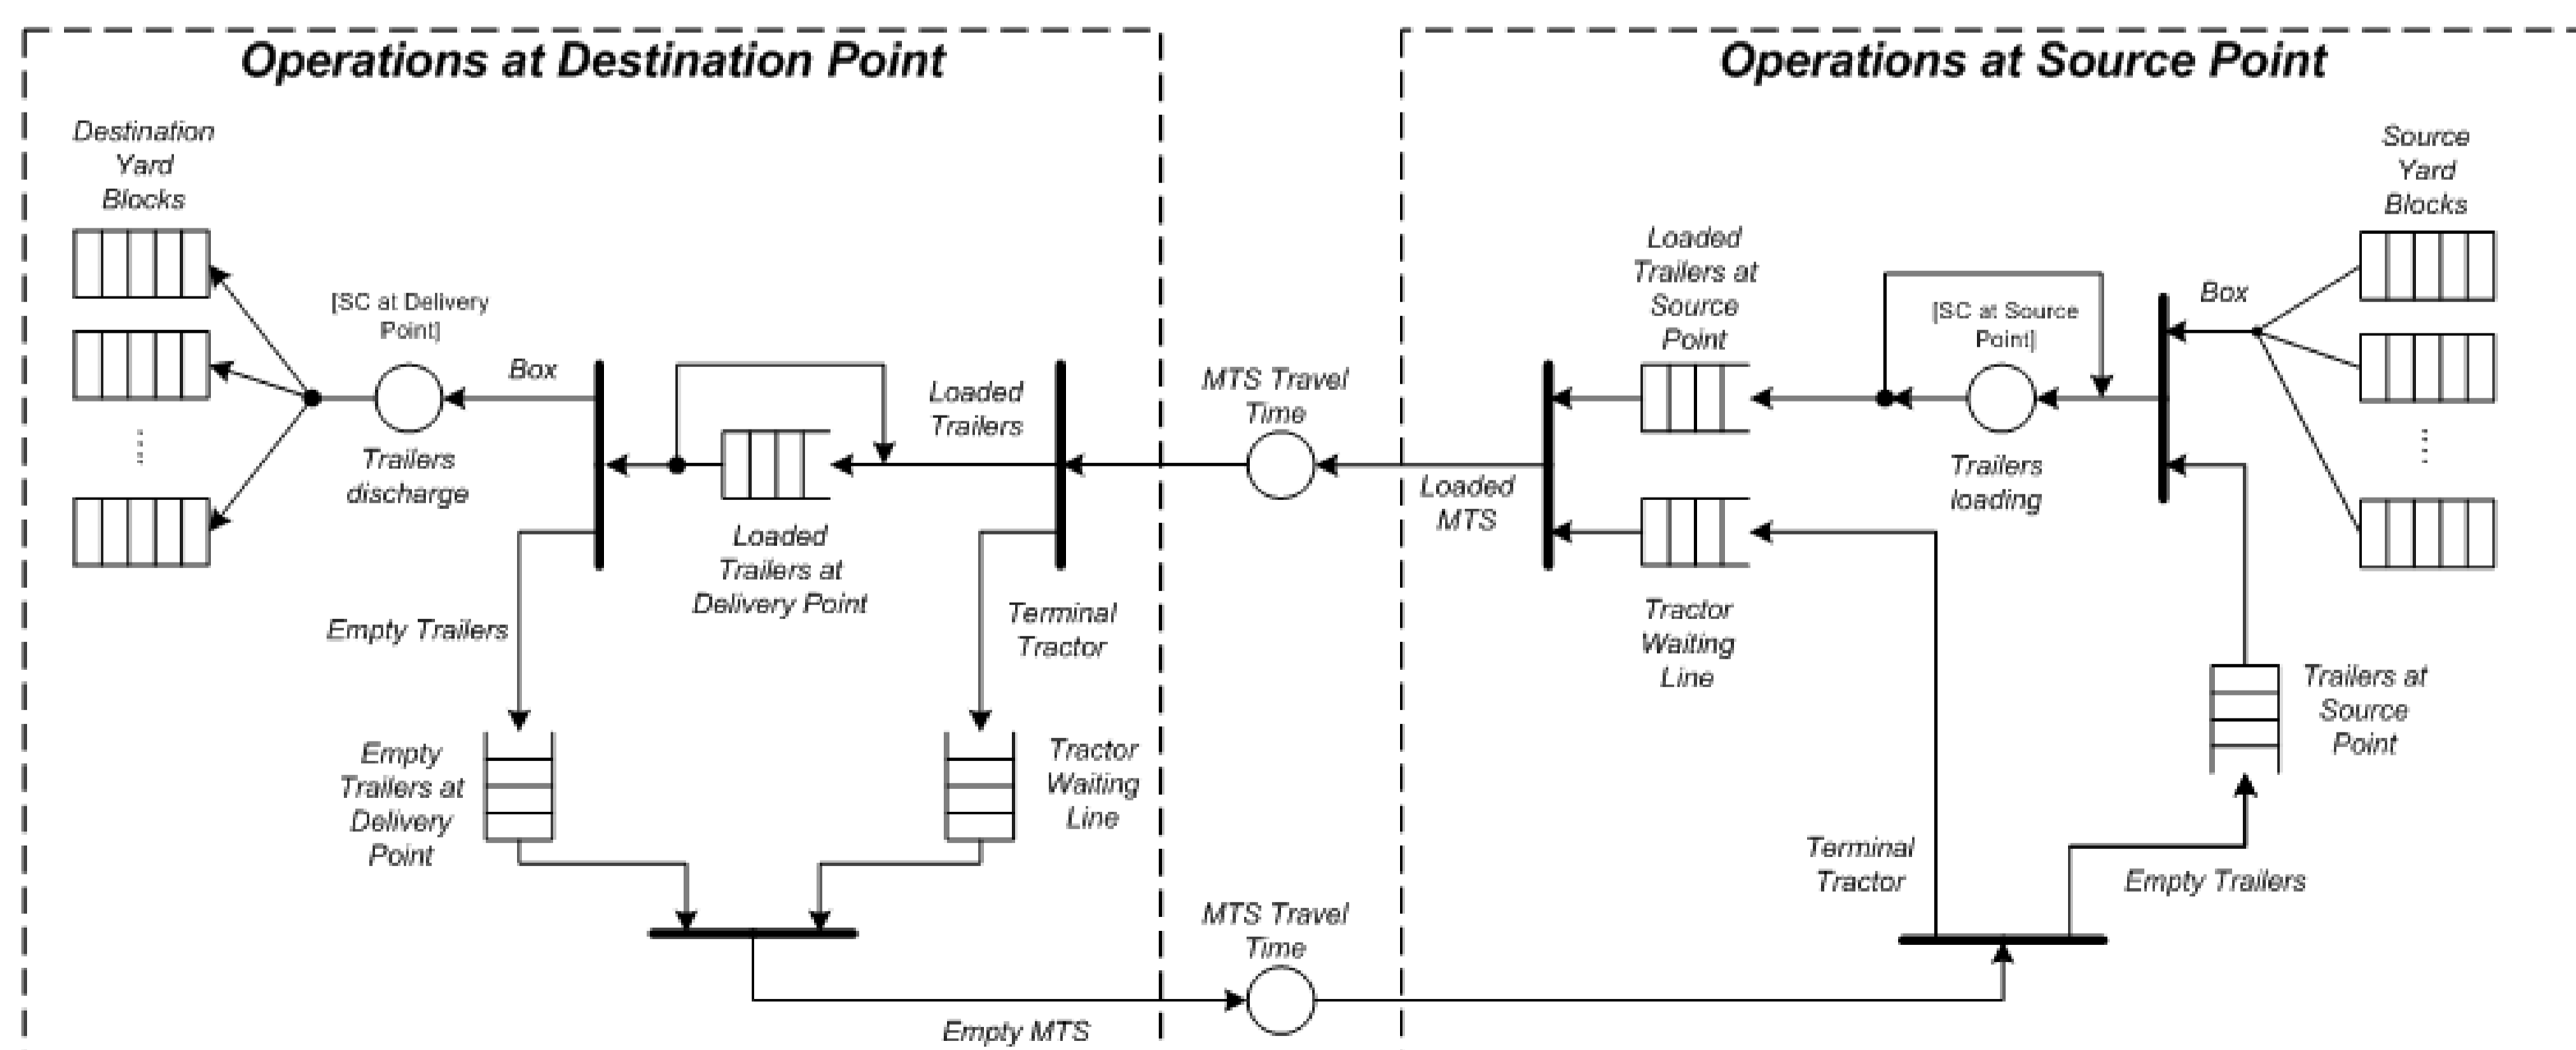 Operations at Destination Point
Operations at Source Point
Destination
Yard
Blocks
[SC at Delivery
Point]
Box
Trailers
discharge
Loaded
Trailers
Loaded
Trailers at
Delivery Point
Empty Trailers
Terminal
Tractor
Empty
Trailers at
Delivery
Point
Tractor
Waiting
Line
MTS Travel
Time
MTS Travel
Time
Empty MTS
Loaded
MTS
Loaded
Trailers at
Source
Point
[SC at Source
Point]
Trailers
loading
Box
Source
Yard
Blocks
Tractor
Waiting
Line
Trailers at
Source
Point
Terminal
Tractor
Empty Trailers